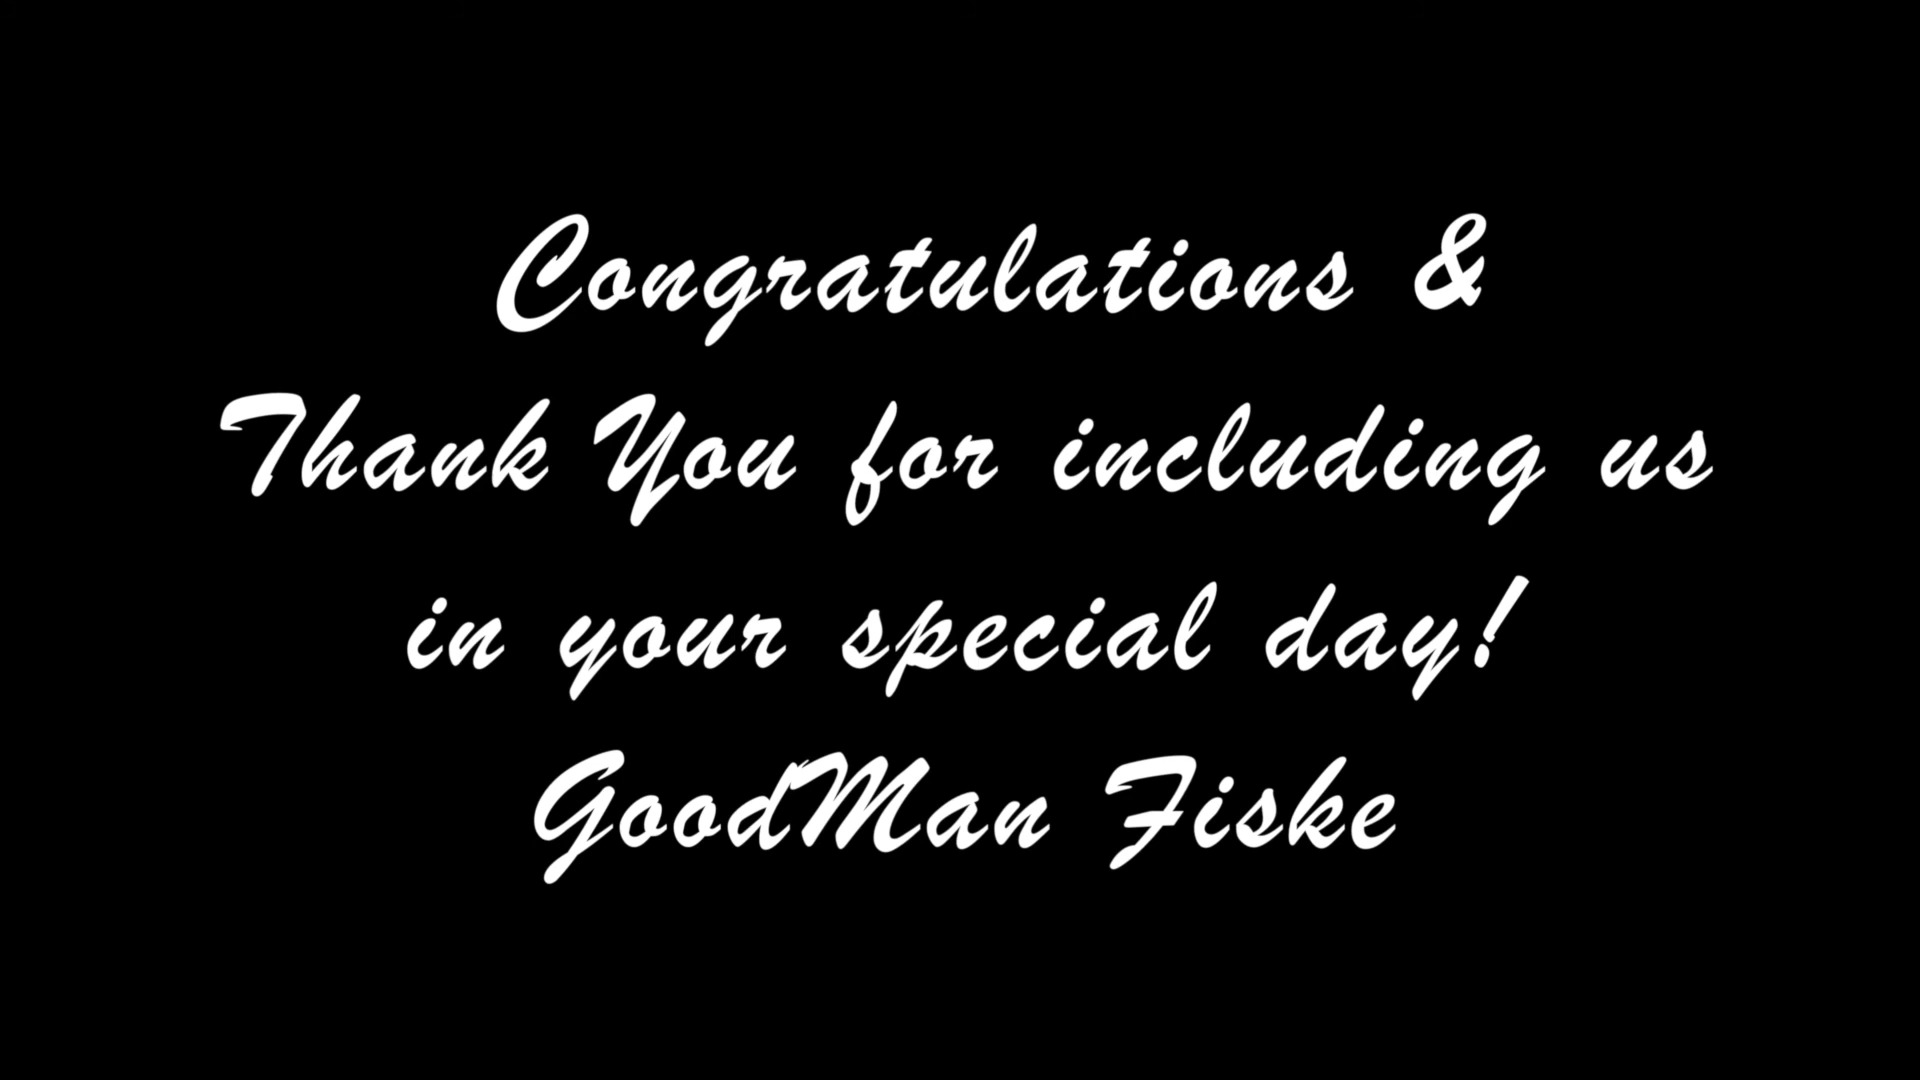 Congratulations &
Thank You for including us
in your special day!
GoodMan Fiske